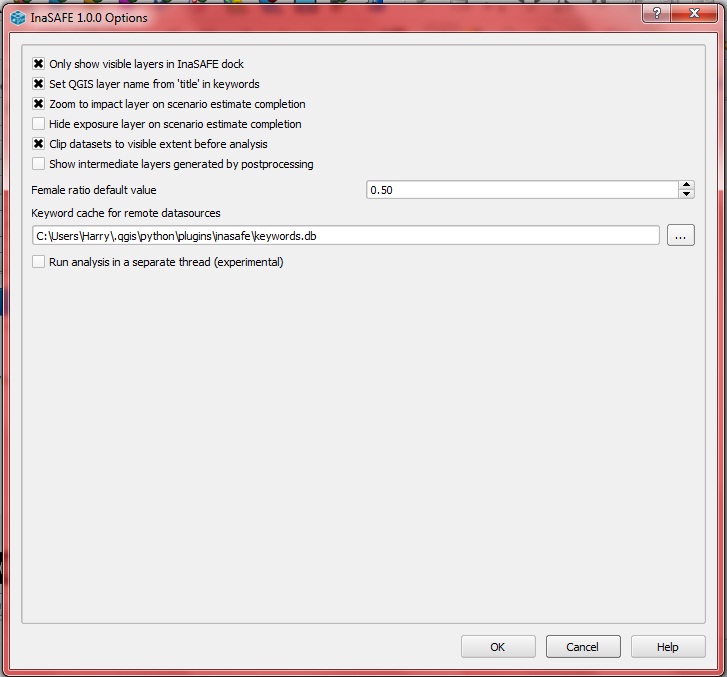 InaSAFE 1.0.0 Options
Only show visible layers in InaSAFE dock
Set QGIS layer name from 'title' in keywords
Zoom to impact layer on scenario estimate completion
Hide exposure layer on scenario estimate completion
Clip datasets to visible extent before analysis
Show intermediate layers generated by postprocessing
Female ratio default value
0.50
Keyword cache for remote datasources
C:\Users\Harry\.qgis\python\plugins\inasafe\keywords.db
...
Run analysis in a separate thread (experimental)
OK
Cancel
Help